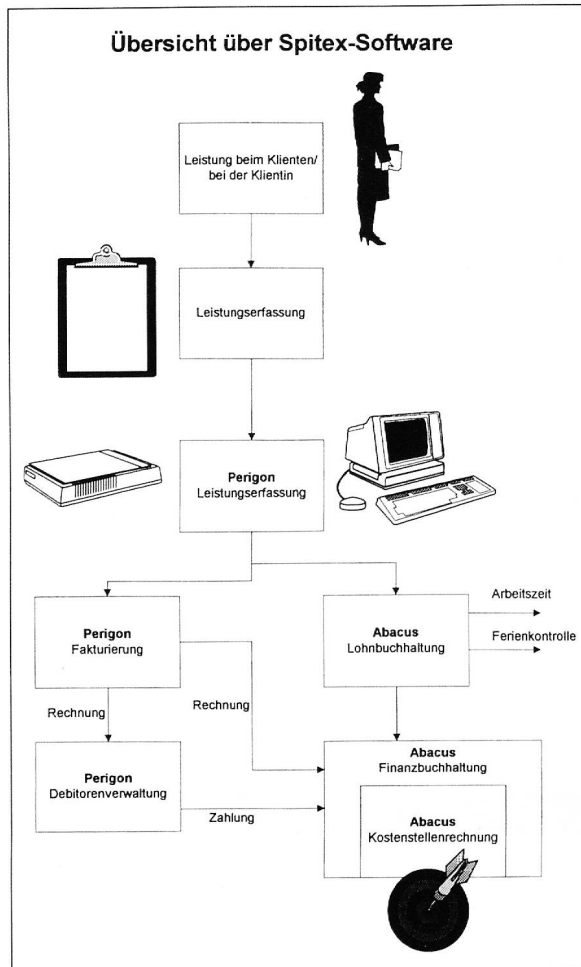 Übersicht über Spitex-Software
Leistung beim Klienten/
bei der Klientin
Leistungserfassung
Perigon
Leistungserfassung
Perigon
Fakturierung
Abacus
Lohnbuchhaltung
Arbeitszeit
Ferienkontrolle
Rechnung
Rechnung
Perigon
Debitorenverwaltung
Zahlung
Abacus
Finanzbuchhaltung
Abacus
Kostenstellenrechnung